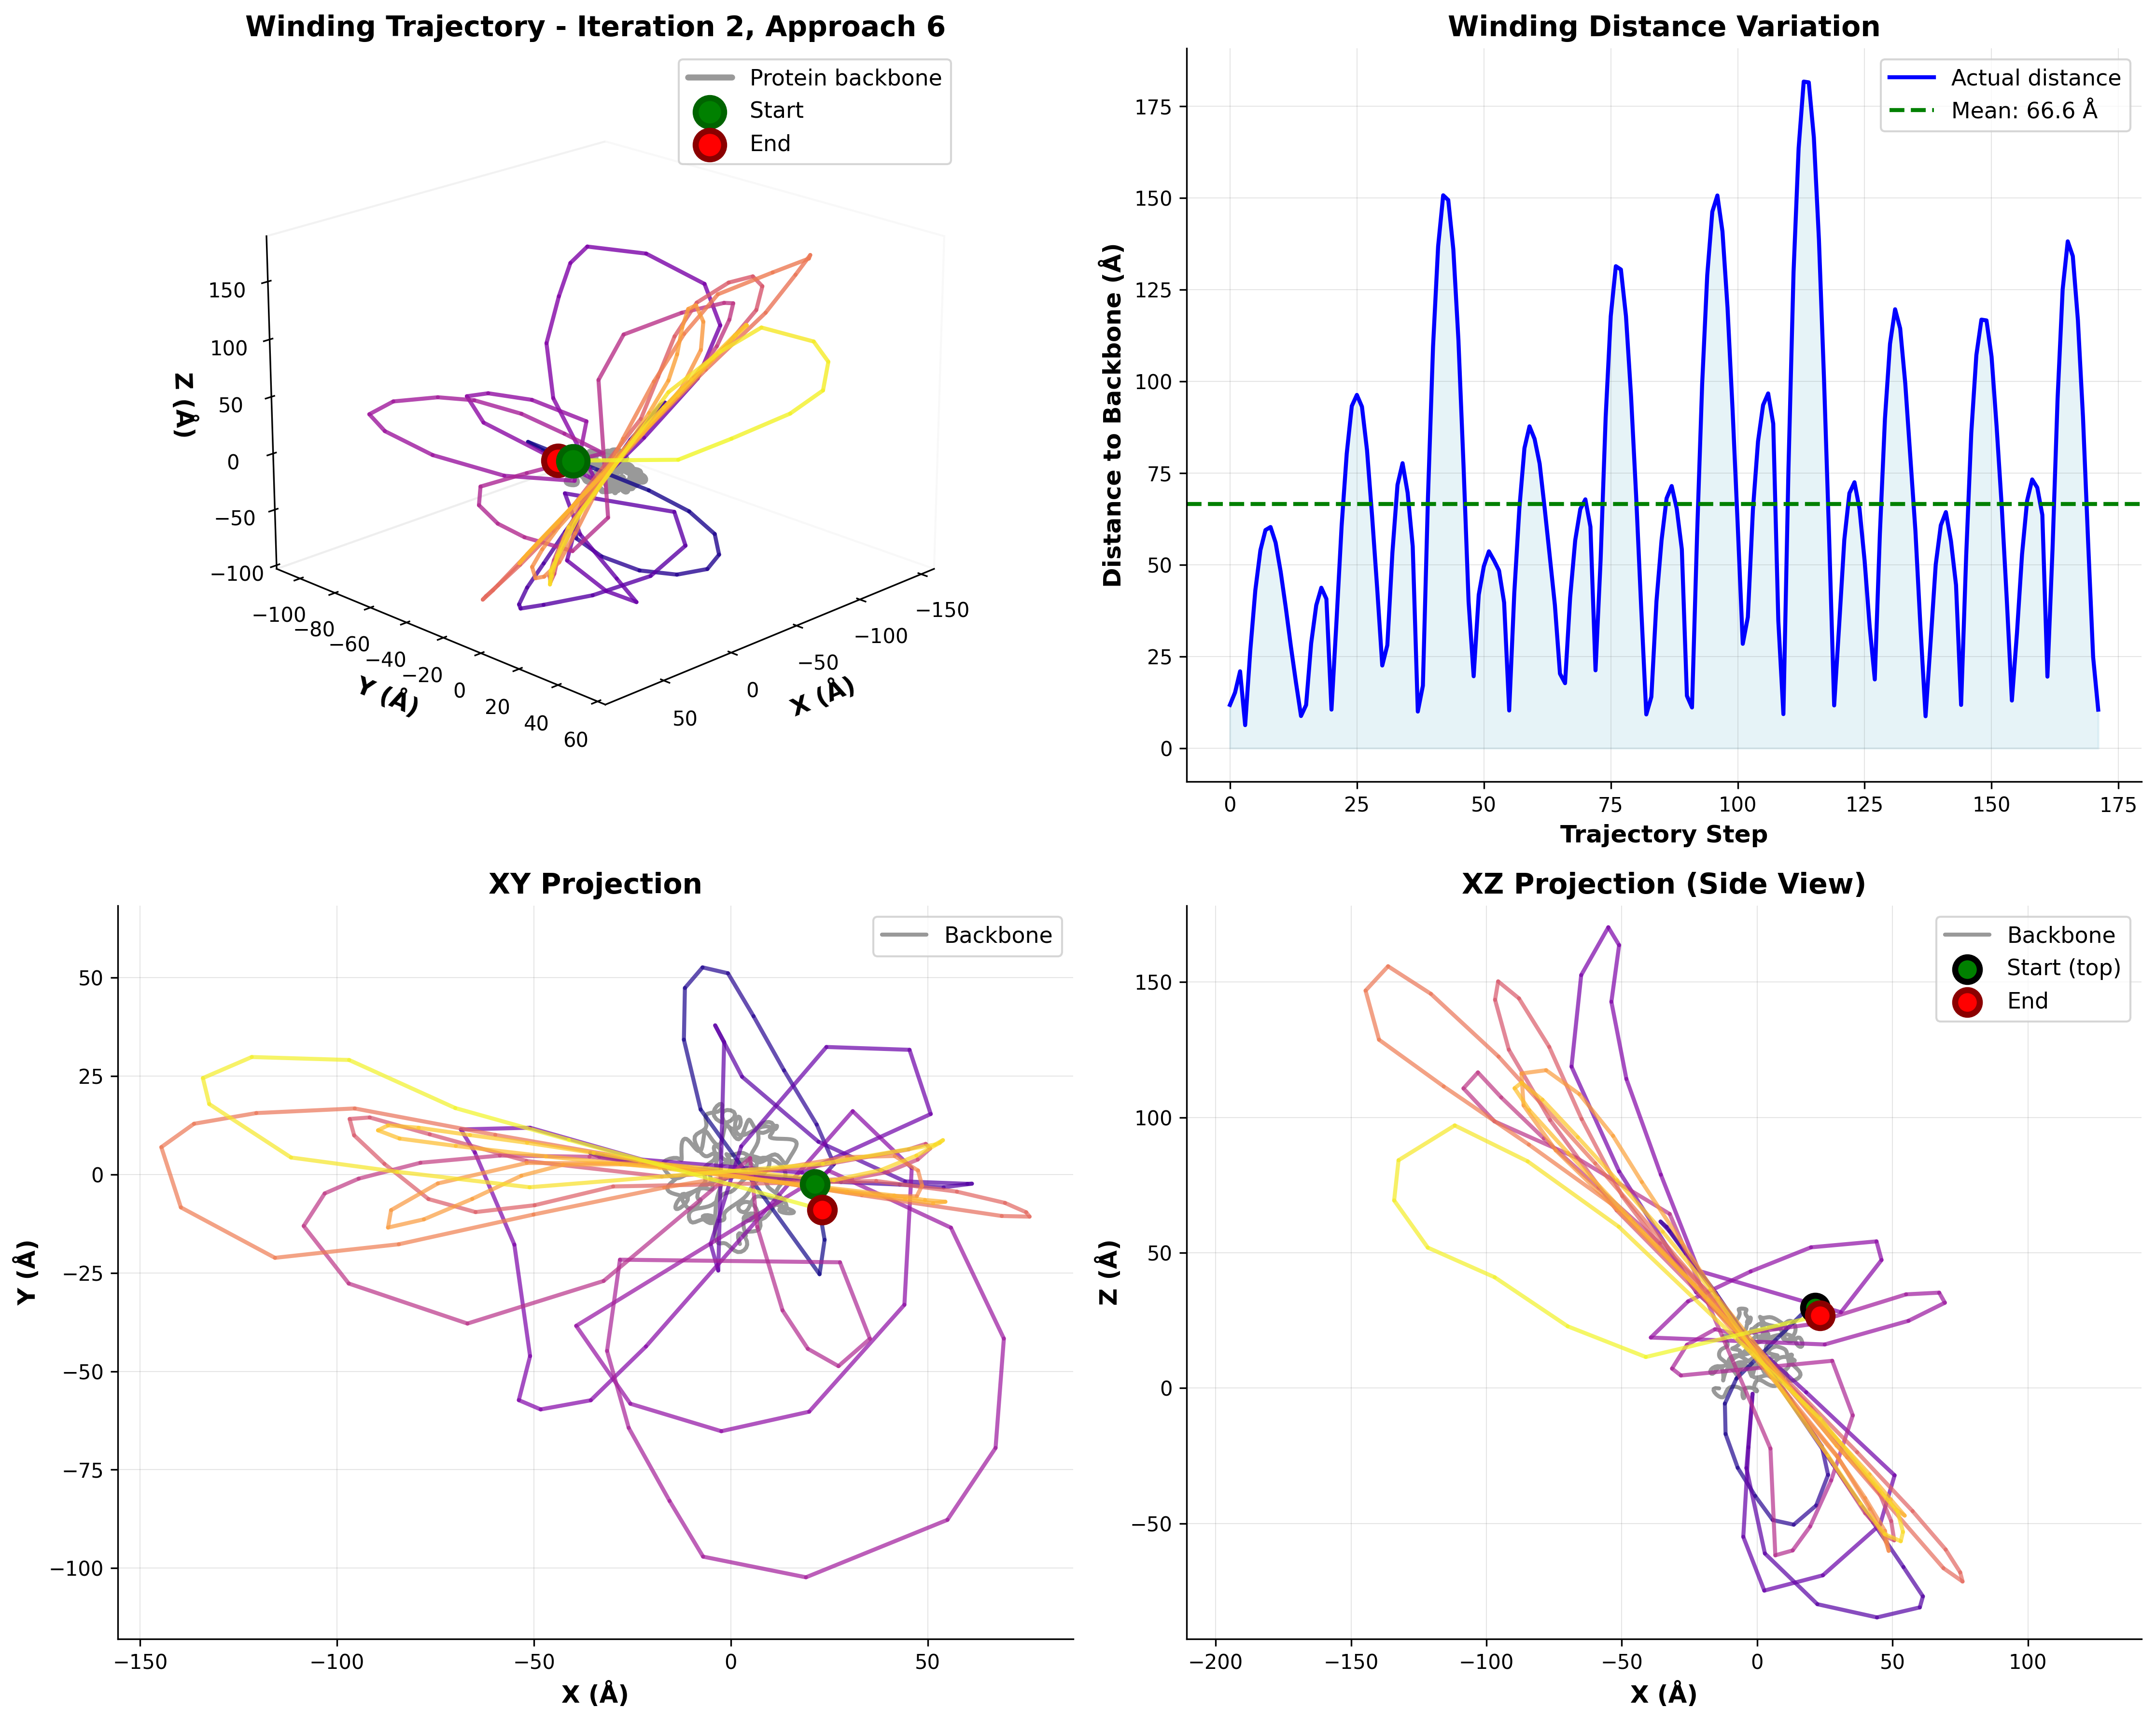 Winding Trajectory - Iteration 2, Approach 6
Protein backbone
Start
End
150
100
50
0
−50
−100
Z (Å)
−100
−80
−60
−40
−20
0
20
40
60
Y (Å)
50
0
−50
−100
−150
X (Å)
Winding Distance Variation
Actual distance
Mean: 66.6 Å
175
150
125
100
75
50
25
0
Distance to Backbone (Å)
0 25 50 75 100 125 150 175
Trajectory Step
XY Projection
Backbone
50
25
0
−25
−50
−75
−100
Y (Å)
−150 −100 −50 0 50
X (Å)
XZ Projection (Side View)
Backbone
Start (top)
End
150
100
50
0
−50
Z (Å)
−200 −150 −100 −50 0 50 100
X (Å)